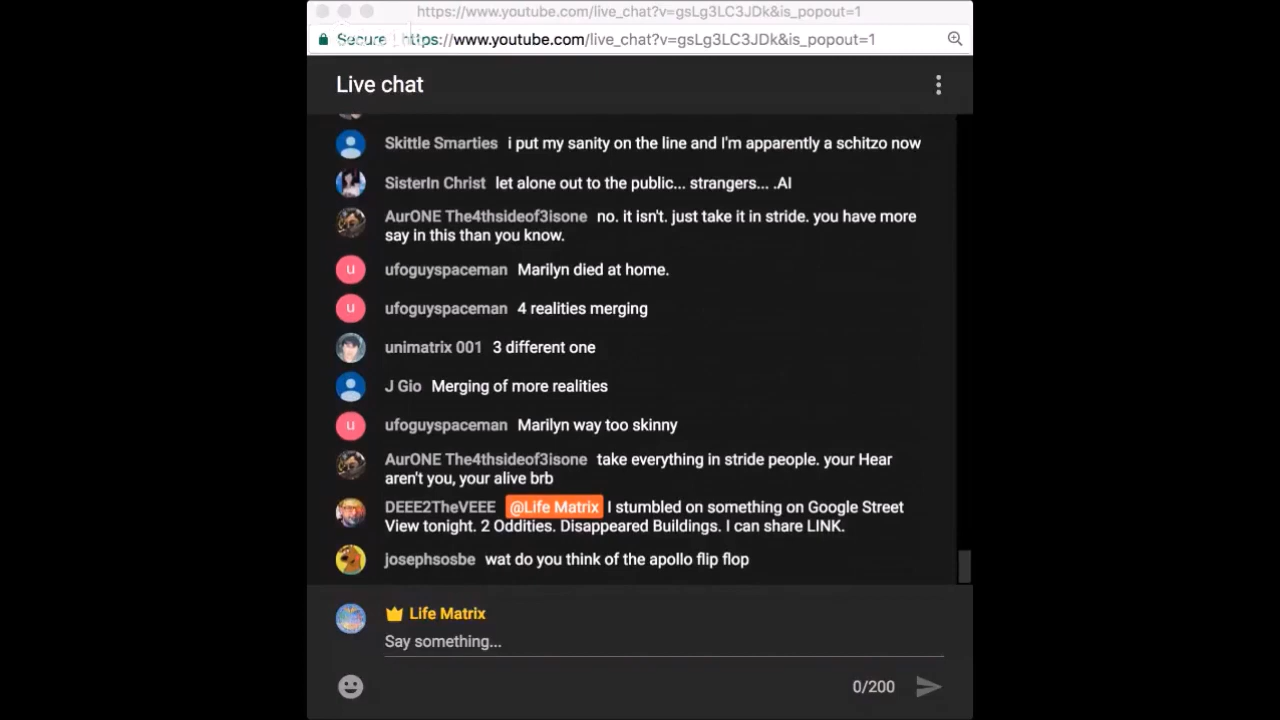 https://www.youtube.com/live_chat?v=gsLg3LC3JDk&is_popout=1
Secure https://www.youtube.com/live_chat?v=gsLg3LC3JDk&is_popout=1
Live chat
Skittle Smarties i put my sanity on the line and I'm apparently a schitzo now
SisterIn Christ let alone out to the public... strangers... .AI
AurONE The4thsideof3isone no. it isn't. just take it in stride. you have more
say in this than you know.
u
ufoguyspaceman Marilyn died at home.
u
ufoguyspaceman 4 realities merging
unimatrix 001 3 different one
J Gio Merging of more realities
u
ufoguyspaceman Marilyn way too skinny
AurONE The4thsideof3isone take everything in stride people. your Hear
aren't you, your alive brb
DEEE2TheVEEE @Life Matrix I stumbled on something on Google Street
View tonight. 2 Oddities. Disappeared Buildings. I can share LINK.
josephsosbe wat do you think of the apollo flip flop
Life Matrix
Say something...
0/200